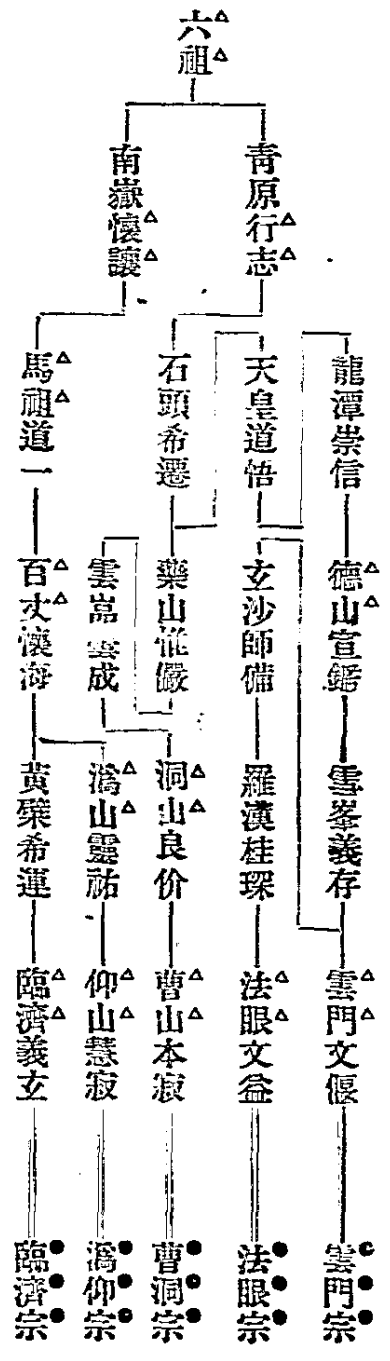 六祖
青原行志
南嶽懷讓
龍潭崇信
天皇道悟
石頭希遷
馬祖道一
德山宣鑑
玄沙師備
藥山惟儼
雲嵓雲成
百丈懷海
雪峯義存
羅漢桂琛
洞山良价
溈山靈祐
黃檗希運
雲門文偃
法眼文益
曹山本寂
仰山慧寂
臨濟義玄
雲門宗
法眼宗
曹洞宗
溈仰宗
臨濟宗